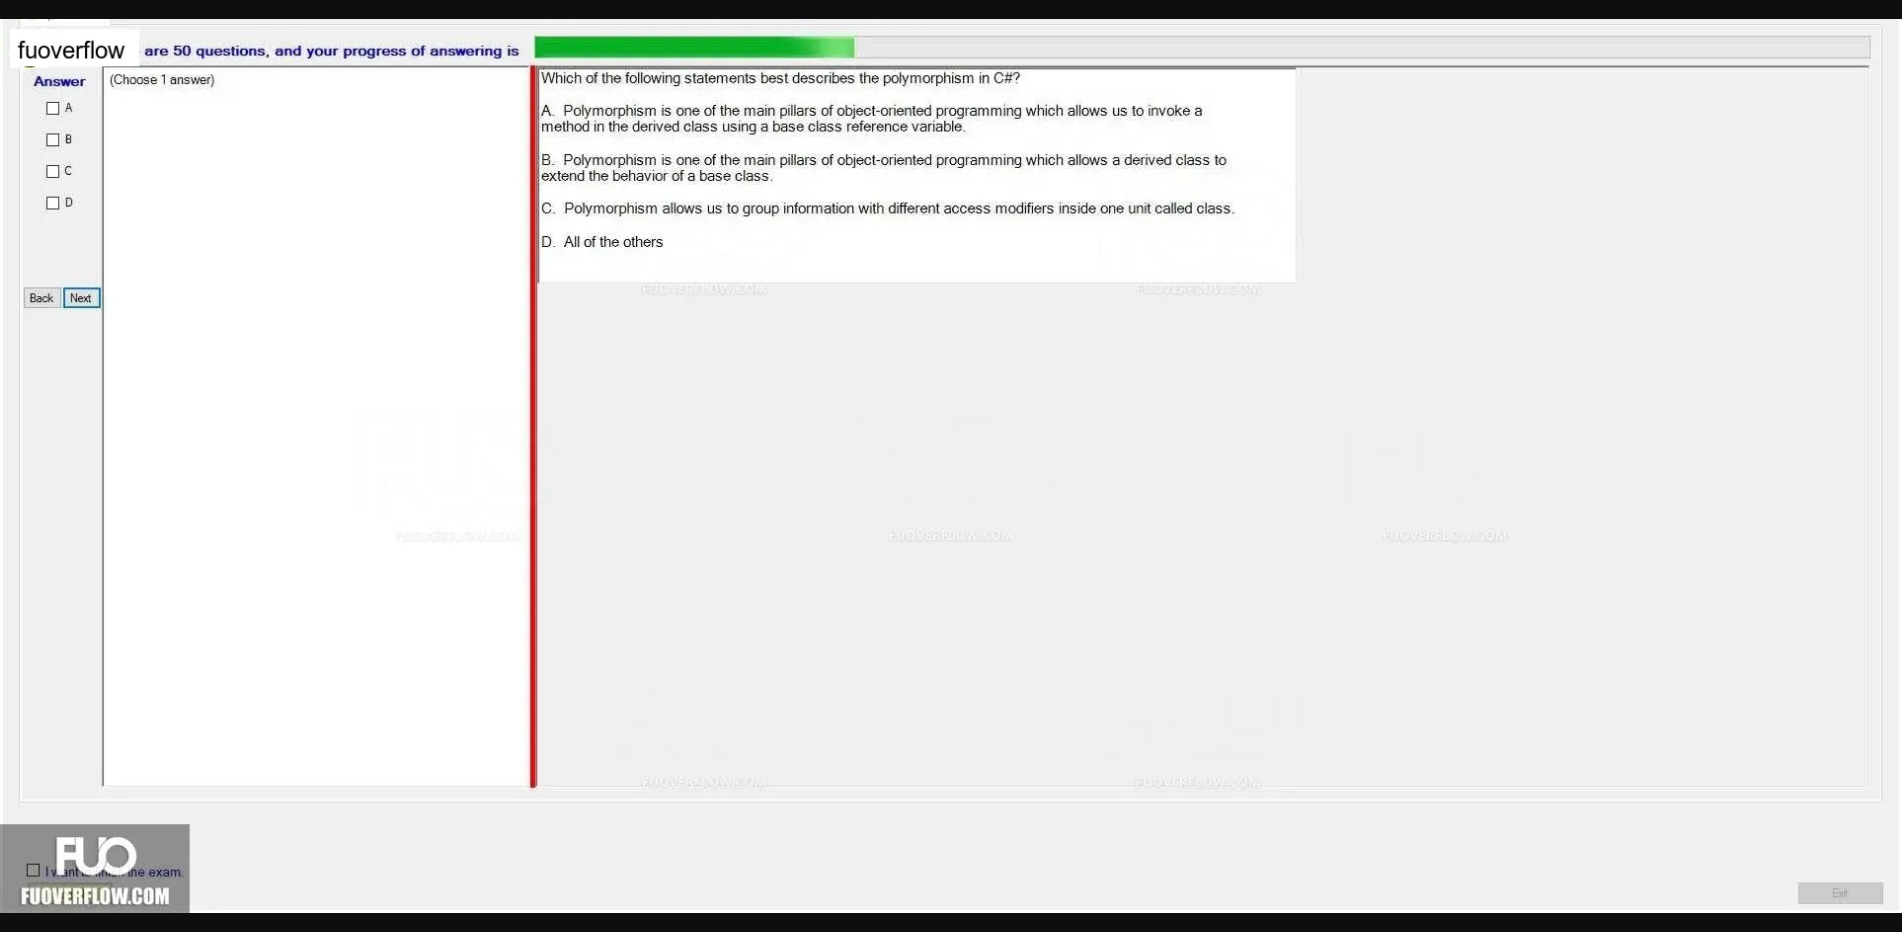 fuoverflow are 50 questions, and your progress of answering is
Answer
(Choose 1 answer)
A
B
C
D
Back Next
Which of the following statements best describes the polymorphism in C#?
A. Polymorphism is one of the main pillars of object-oriented programming which allows us to invoke a
method in the derived class using a base class reference variable.
B. Polymorphism is one of the main pillars of object-oriented programming which allows a derived class to
extend the behavior of a base class.
C. Polymorphism allows us to group information with different access modifiers inside one unit called class.
D. All of the others
FUOVERFLOW.COM FUOVERFLOW.COM
FUOVERFLOW.COM FUOVERFLOW.COM FUOVERFLOW.COM
FUOVERFLOW.COM FUOVERFLOW.COM
FUO
I want the exam.
FUOVERFLOW.COM
Exit